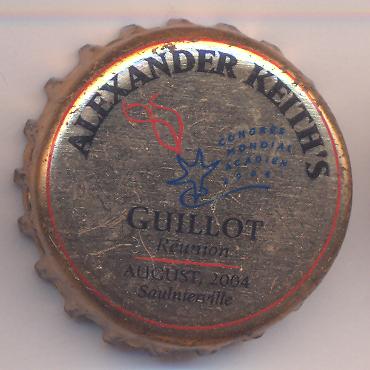 ALEXANDER KEITH'S
CONGRÈS
MONDIAL
ACADIEN
2004
GUILLOT
Réunion
AUGUST, 2004
Saulnierville